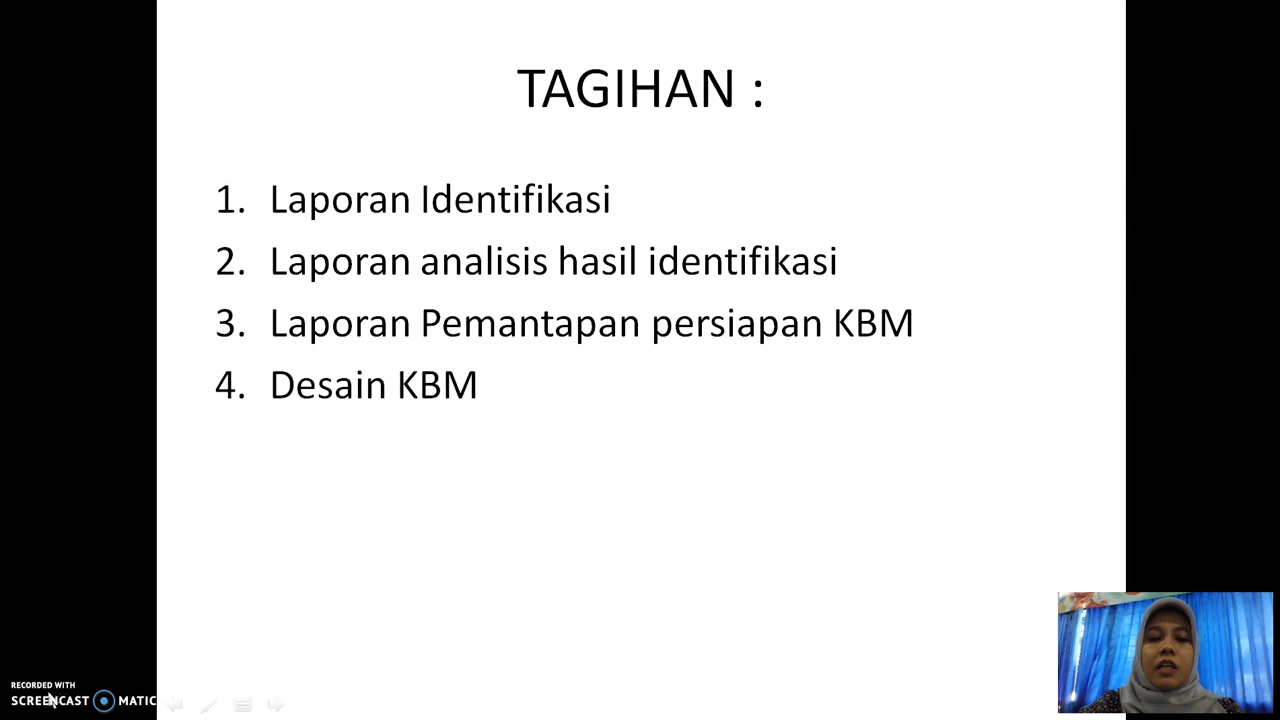 TAGIHAN :
1. Laporan Identifikasi
2. Laporan analisis hasil identifikasi
3. Laporan Pemantapan persiapan KBM
4. Desain KBM
RECORDED WITH
SCREENCAST MATIC